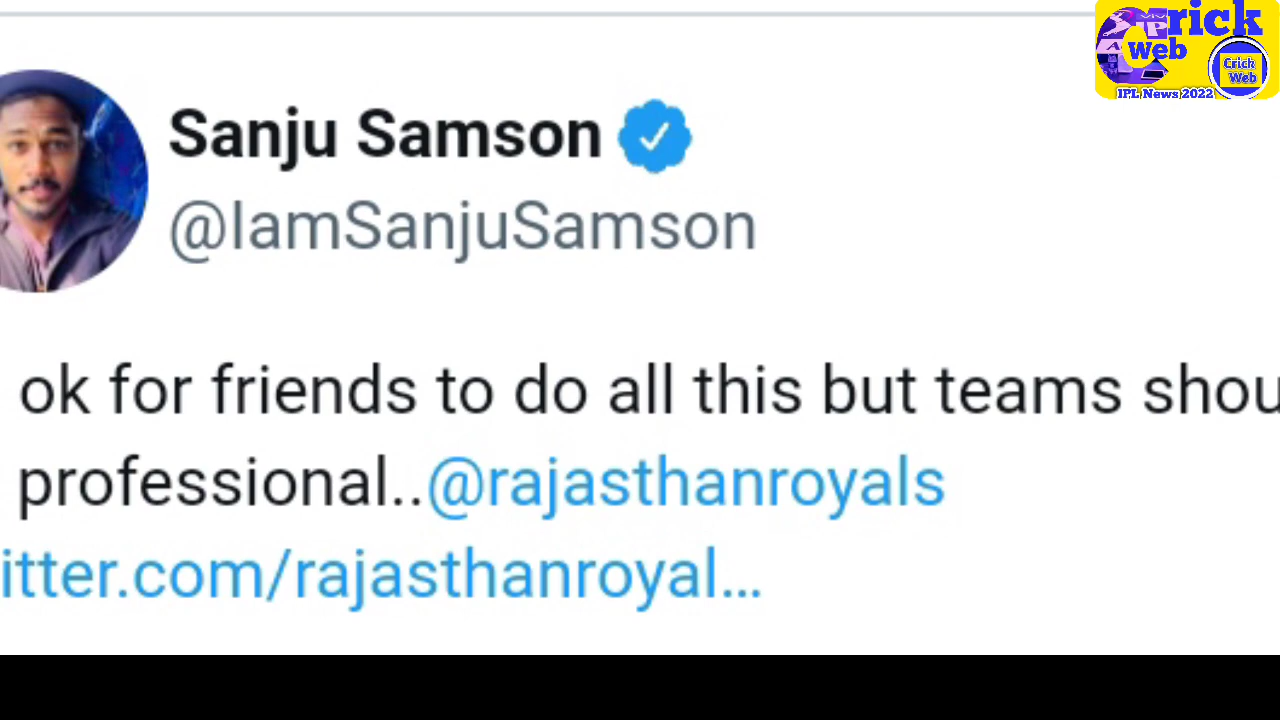 Crick
Web
Crick
Web
IPL News 2022
Sanju Samson
@IamSanjuSamson
ok for friends to do all this but teams shou
professional..@rajasthanroyals
itter.com/rajasthanroyal...